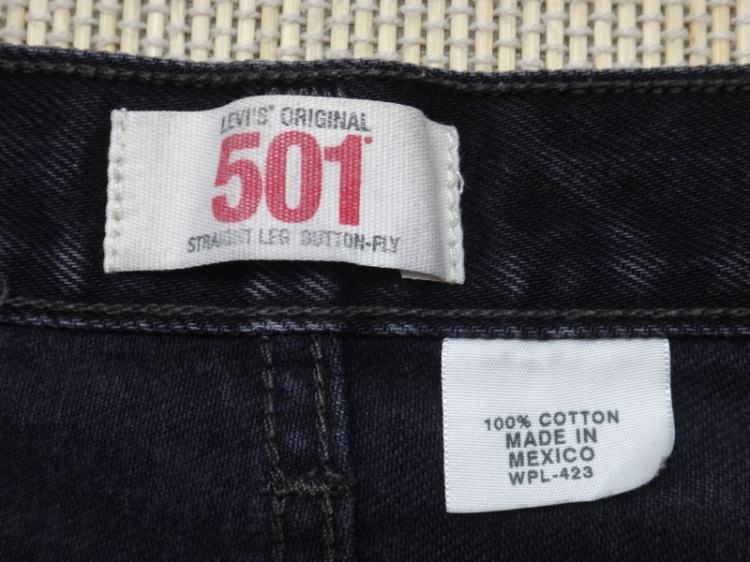 LEVI'S® ORIGINAL
501®
STRAIGHT LEG BUTTON-FLY
100% COTTON
MADE IN
MEXICO
WPL-423